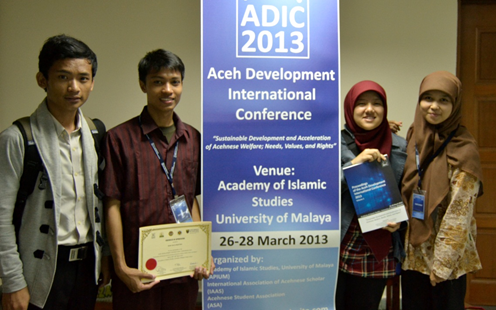 ADIC
2013
Aceh Development
International
Conference
"Sustainable Development and Acceleration
of Acehnese Welfare; Needs, Values, and Rights"
Venue:
Academy of Islamic
Studies
University of Malaya
26-28 March 2013
Organized by:
Academy of Islamic Studies, University of Malaya
(APIUM)
International Association of Acehnese Scholar
(IAAS)
Acehnese Student Association
(ASA)